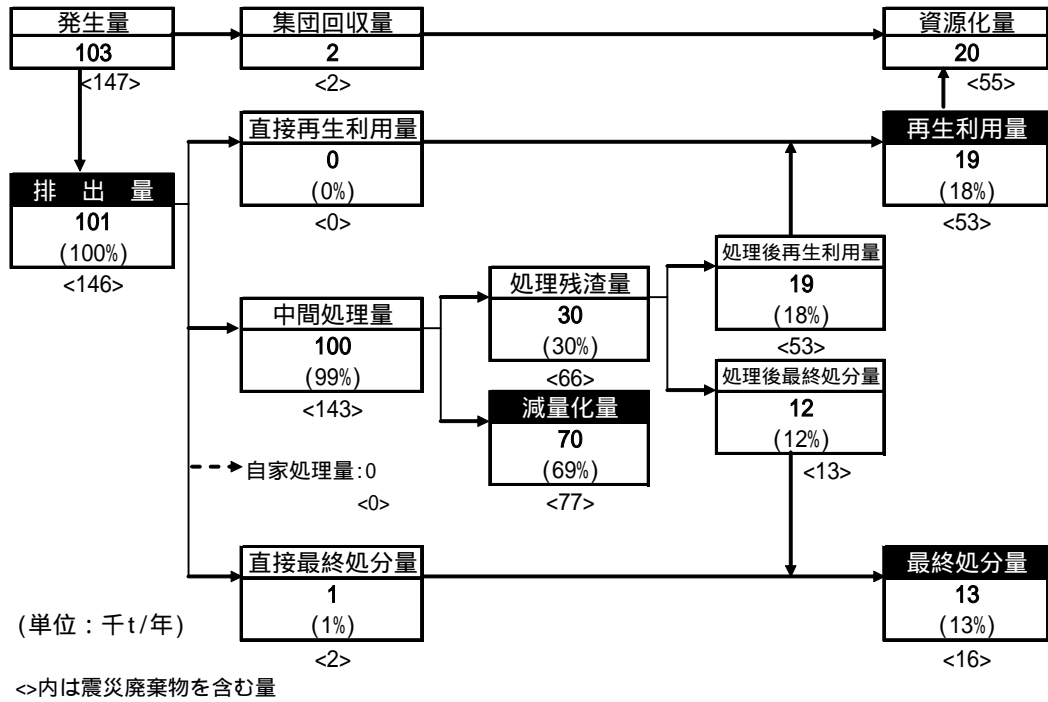 発生量
103
<147>
集団回収量
2
<2>
資源化量
20
<55>
直接再生利用量
0
(0%)
<0>
再生利用量
19
(18%)
<53>
排 出 量
101
(100%)
<146>
中間処理量
100
(99%)
<143>
処理残渣量
30
(30%)
<66>
処理後再生利用量
19
(18%)
<53>
減量化量
70
(69%)
<77>
処理後最終処分量
12
(12%)
<13>
自家処理量:0
<0>
直接最終処分量
1
(1%)
<2>
最終処分量
13
(13%)
<16>
(単位：千t/年)
<>内は震災廃棄物を含む量